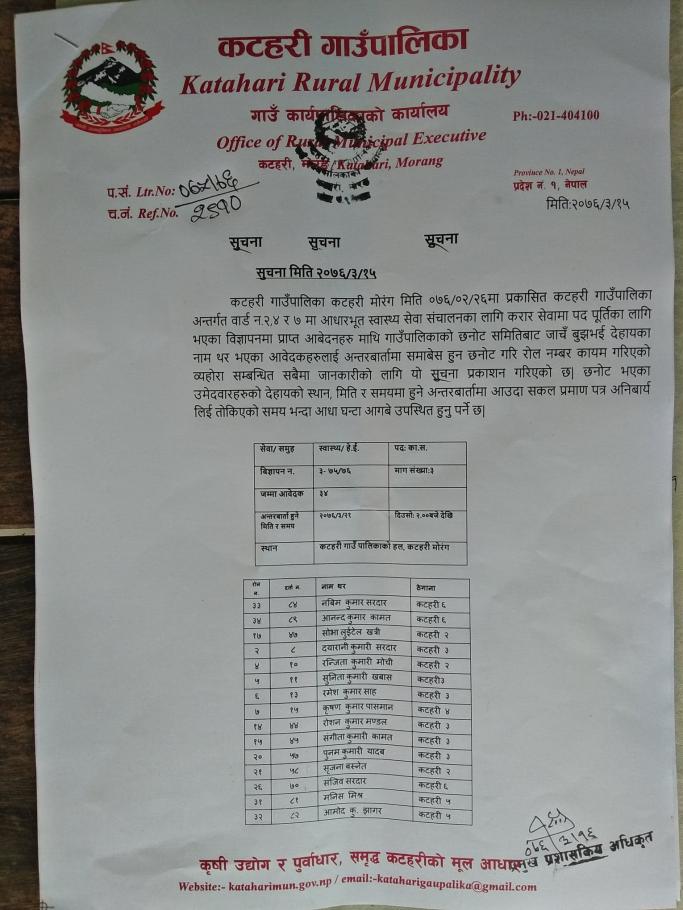 कटहरी गाउँपालिका
Katahari Rural Municipality
गाउँ कार्यपालिकाको कार्यालय
Ph:-021-404100
Office of Rural Municipal Executive
कटहरी, मोरङ/ Katahari, Morang
Province No. 1, Nepal
प्रदेश नं. १, नेपाल
प.सं. Ltr.No: ०७५/७६
च.नं. Ref.No. २५१०
मिति:२०७६/३/१५
सुचना सुचना सुचना
सुचना मिति २०७६/३/१५
कटहरी गाउँपालिका कटहरी मोरंग मिति ०७६/०२/२६मा प्रकासित कटहरी गाउँपालिका
अन्तर्गत वार्ड न.२,४ र ७ मा आधारभूत स्वास्थ्य सेवा संचालनका लागि करार सेवामा पद पूर्तिका लागि
भएका विज्ञापनमा प्राप्त आबेदनहरु माथि गाउँपालिकाको छनोट समितिबाट जाचँ बुझभई देहायका
नाम थर भएका आवेदकहरुलाई अन्तरबार्तामा समाबेस हुन छनोट गरि रोल नम्बर कायम गरिएको
व्यहोरा सम्बन्धित सबैमा जानकारीको लागि यो सुचना प्रकाशन गरिएको छ| छनोट भएका
उमेदवारहरुको देहायको स्थान, मिति र समयमा हुने अन्तरबार्तामा आउदा सकल प्रमाण पत्र अनिबार्य
लिई तोकिएको समय भन्दा आधा घन्टा आगबे उपस्थित हुनु पर्ने छ|
सेवा/ समुह स्वास्थ्य/ हे.ई. पद: का.स.
बिज्ञापन न. ३- ७५/७६ माग संख्या:३
जम्मा आवेदक ३४
अन्तरबार्ता हुने मिति र समय २०७६/३/२१ दिउसो: २.००बजे देखि
स्थान कटहरी गाउँ पालिकाको हल, कटहरी मोरंग
रोल न. दर्ता न. नाम थर ठेगाना
३३ ८४ नबिम कुमार सरदार कटहरी ६
३४ ८९ आनन्द कुमार कामत कटहरी ६
१७ ४७ सोभा लुईटेल खत्री कटहरी २
२ ८ दयारानी कुमारी सरदार कटहरी ३
४ १० रन्जिता कुमारी मोची कटहरी २
५ ११ सुनिता कुमारी खबास कटहरी३
६ १३ रमेश कुमार साह कटहरी ३
७ १५ कृषण कुमार पासमान कटहरी ४
१४ ४४ रोशन कुमार मण्डल कटहरी ३
१५ ४५ संगीता कुमारी कामत कटहरी ३
२० ५७ पुनम कुमारी यादब कटहरी ३
२१ ५८ सृजना बस्नेत कटहरी २
२६ ७० संजिव सरदार कटहरी ६
३१ ८१ मनिस मिश्र कटहरी ५
३२ ८२ आमोद कु. झागर कटहरी ५
०७६/३/१६
कृषी उद्योग र पुर्वाधार, समृद्ध कटहरीको मूल आधार
प्रमुख प्रशासकिय अधिकृत
Website:- kataharimun.gov.np / email:-kataharigaupalika@gmail.com